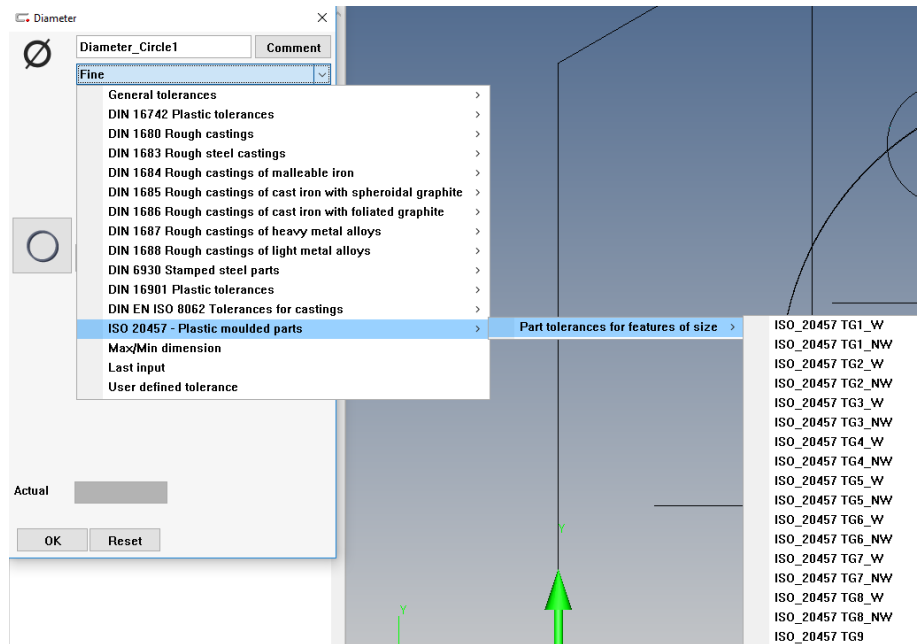 Diameter
Diameter_Circle1
Comment
Fine
General tolerances
DIN 16742 Plastic tolerances
DIN 1680 Rough castings
DIN 1683 Rough steel castings
DIN 1684 Rough castings of malleable iron
DIN 1685 Rough castings of cast iron with spheroidal graphite
DIN 1686 Rough castings of cast iron with foliated graphite
DIN 1687 Rough castings of heavy metal alloys
DIN 1688 Rough castings of light metal alloys
DIN 6930 Stamped steel parts
DIN 16901 Plastic tolerances
DIN EN ISO 8062 Tolerances for castings
ISO 20457 - Plastic moulded parts
Max/Min dimension
Last input
User defined tolerance
Part tolerances for features of size
ISO_20457 TG1_W
ISO_20457 TG1_NW
ISO_20457 TG2_W
ISO_20457 TG2_NW
ISO_20457 TG3_W
ISO_20457 TG3_NW
ISO_20457 TG4_W
ISO_20457 TG4_NW
ISO_20457 TG5_W
ISO_20457 TG5_NW
ISO_20457 TG6_W
ISO_20457 TG6_NW
ISO_20457 TG7_W
ISO_20457 TG7_NW
ISO_20457 TG8_W
ISO_20457 TG8_NW
ISO_20457 TG9
Actual
OK
Reset
Y
Y